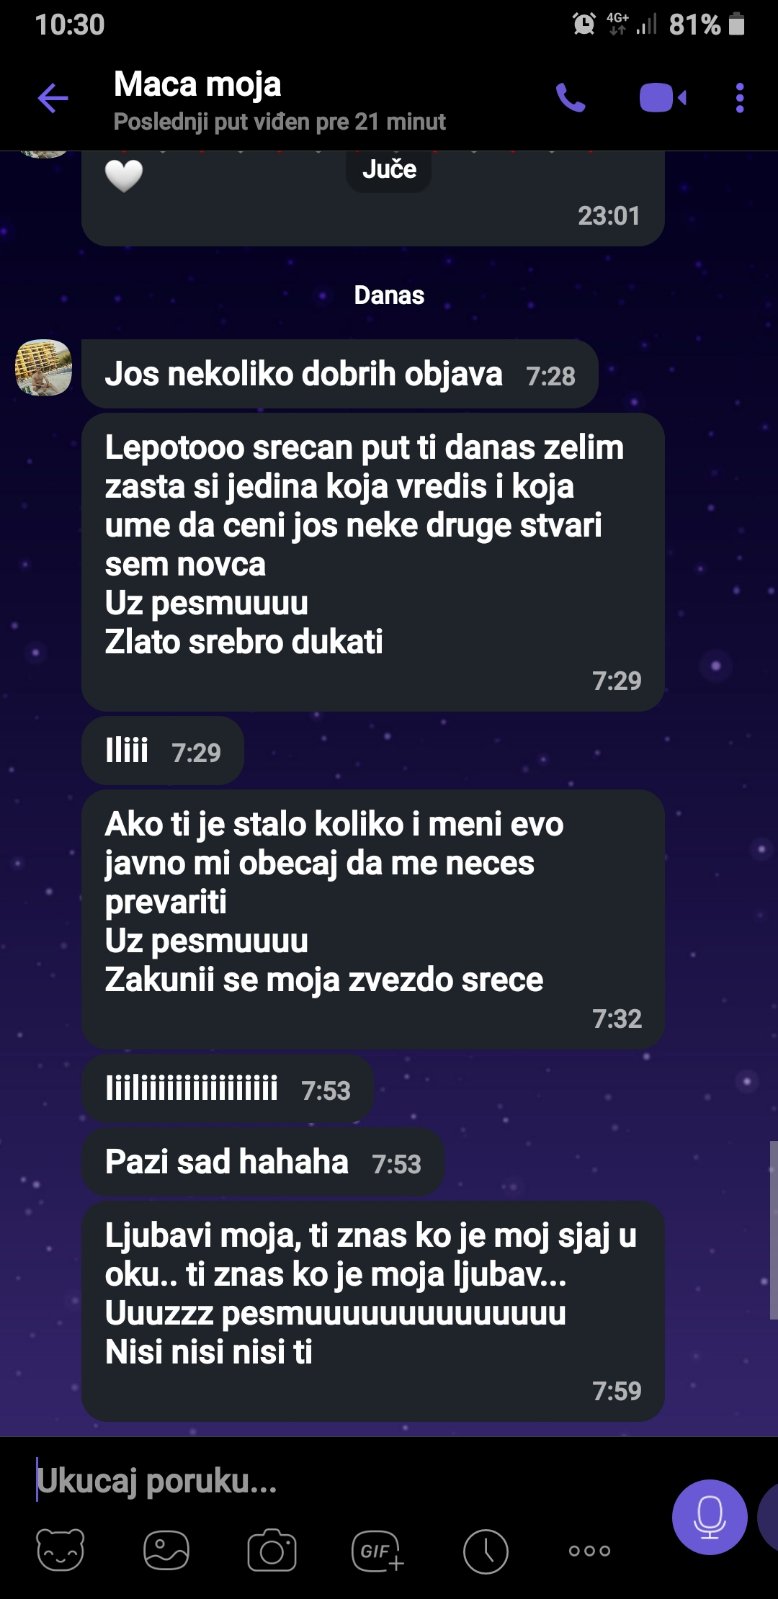 10:30
4G+
81%
Maca moja
Poslednji put viđen pre 21 minut
Juče
23:01
Danas
Jos nekoliko dobrih objava 7:28
Lepotooo srecan put ti danas zelim
zasta si jedina koja vredis i koja
ume da ceni jos neke druge stvari
sem novca
Uz pesmuuuu
Zlato srebro dukati
7:29
Iliii 7:29
Ako ti je stalo koliko i meni evo
javno mi obecaj da me neces
prevariti
Uz pesmuuuu
Zakunii se moja zvezdo srece
7:32
Iiiliiiiiiiiiiiiiiiii 7:53
Pazi sad hahaha 7:53
Ljubavi moja, ti znas ko je moj sjaj u
oku.. ti znas ko je moja ljubav...
Uuuzzz pesmuuuuuuuuuuuuuu
Nisi nisi nisi ti
7:59
Ukucaj poruku...
GIF